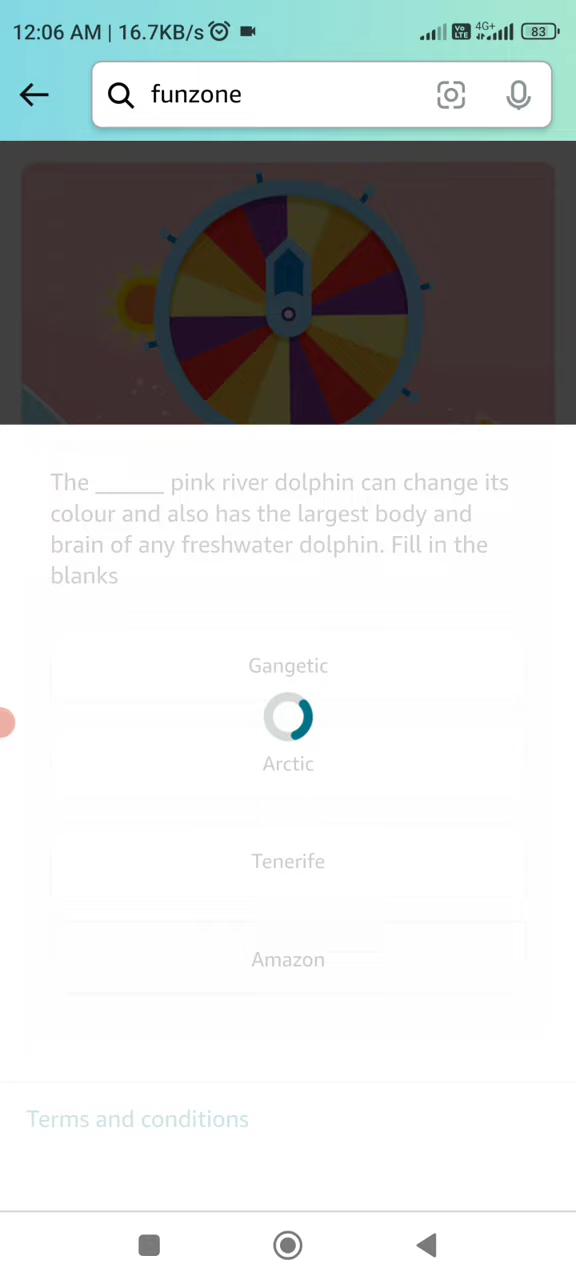 12:06 AM | 16.7KB/s
Vo LTE 4G+ 83
funzone
The ______ pink river dolphin can change its
colour and also has the largest body and
brain of any freshwater dolphin. Fill in the
blanks
Gangetic
Arctic
Tenerife
Amazon
Terms and conditions